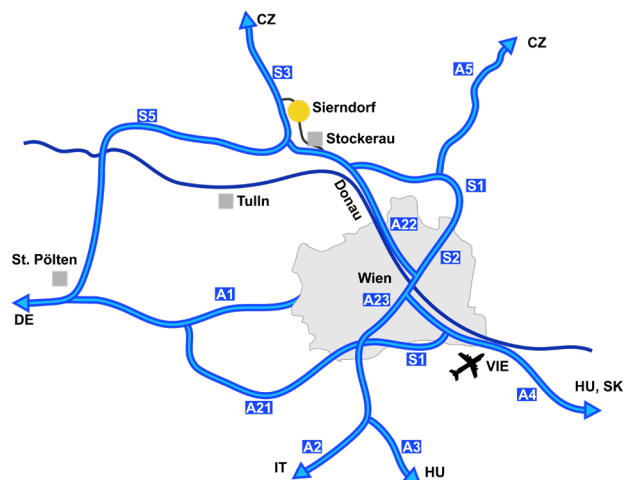 CZ
CZ
S3
A5
Sierndorf
S5
Stockerau
S1
Tulln
Donau
A22
S2
St. Pölten
Wien
A1
A23
DE
S1
VIE
HU, SK
A21
A4
A2
A3
IT
HU